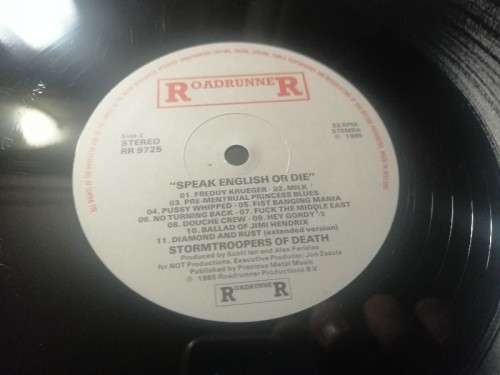 ROADRUNNER
Side 2
STEREO
RR 9725
33 RPM
STEMRA
℗ 1985
"SPEAK ENGLISH OR DIE"
01. FREDDY KRUEGER · 02. MILK
03. PRE-MENTRUAL PRINCESS BLUES
04. PUSSY WHIPPED · 05. FIST BANGING MANIA
06. NO TURNING BACK · 07. FUCK THE MIDDLE EAST
08. DOUCHE CREW · 09. HEY GORDY'S
10. BALLAD OF JIMI HENDRIX
11. DIAMOND AND RUST (extended version)
STORMTROOPERS OF DEATH
Produced by Scott Ian and Alex Perialas
for NOT Productions. Executive Producer: Jon Zazula
Published by Precious Metal Music
℗ 1985 Roadrunner Productions B.V.
ROADRUNNER